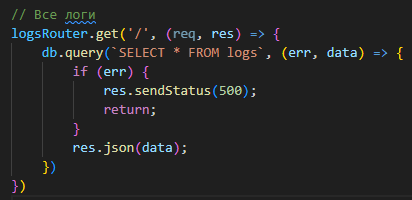 // Все логи
logsRouter.get('/', (req, res) => {
    db.query(`SELECT * FROM logs`, (err, data) => {
        if (err) {
            res.sendStatus(500);
            return;
        }
        res.json(data);
    })
})